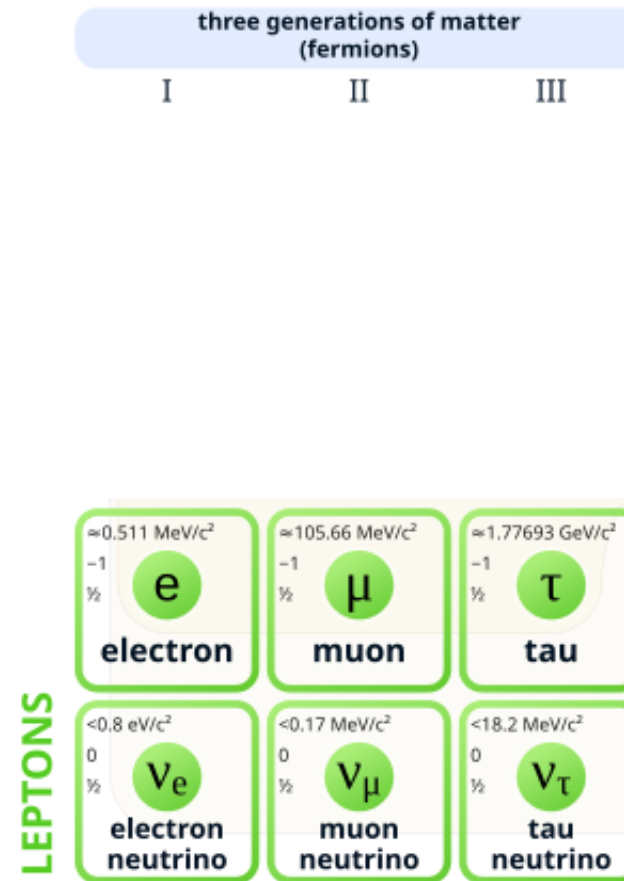 three generations of matter
(fermions)
I II III
≈0.511 MeV/c² ≈105.66 MeV/c² ≈1.77693 GeV/c²
−1 −1 −1
½ ½ ½
e μ τ
electron muon tau
LEPTONS
<0.8 eV/c² <0.17 MeV/c² <18.2 MeV/c²
0 0 0
½ ½ ½
νe νμ ντ
electron muon tau
neutrino neutrino neutrino